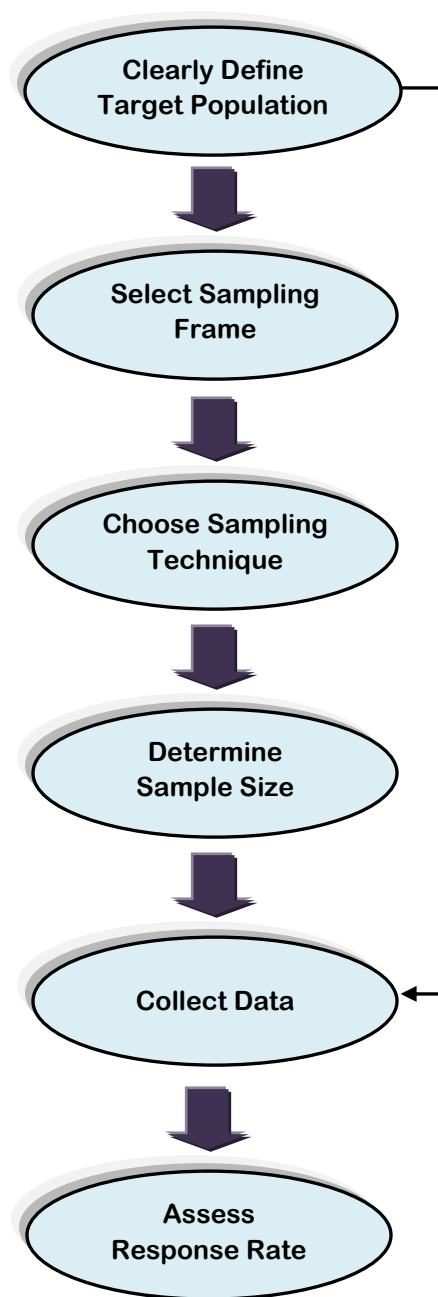 Clearly Define
Target Population
Select Sampling
Frame
Choose Sampling
Technique
Determine
Sample Size
Collect Data
Assess
Response Rate